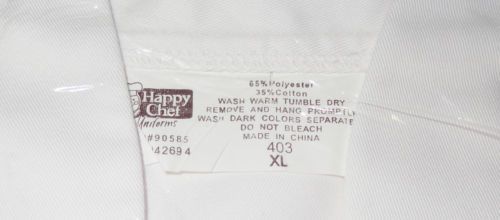 Happy
Chef
Uniforms
#90585
42694
65% Polyester
35% Cotton
WASH WARM TUMBLE DRY
REMOVE AND HANG PROMPTLY
WASH DARK COLORS SEPARATE
DO NOT BLEACH
MADE IN CHINA
403
XL